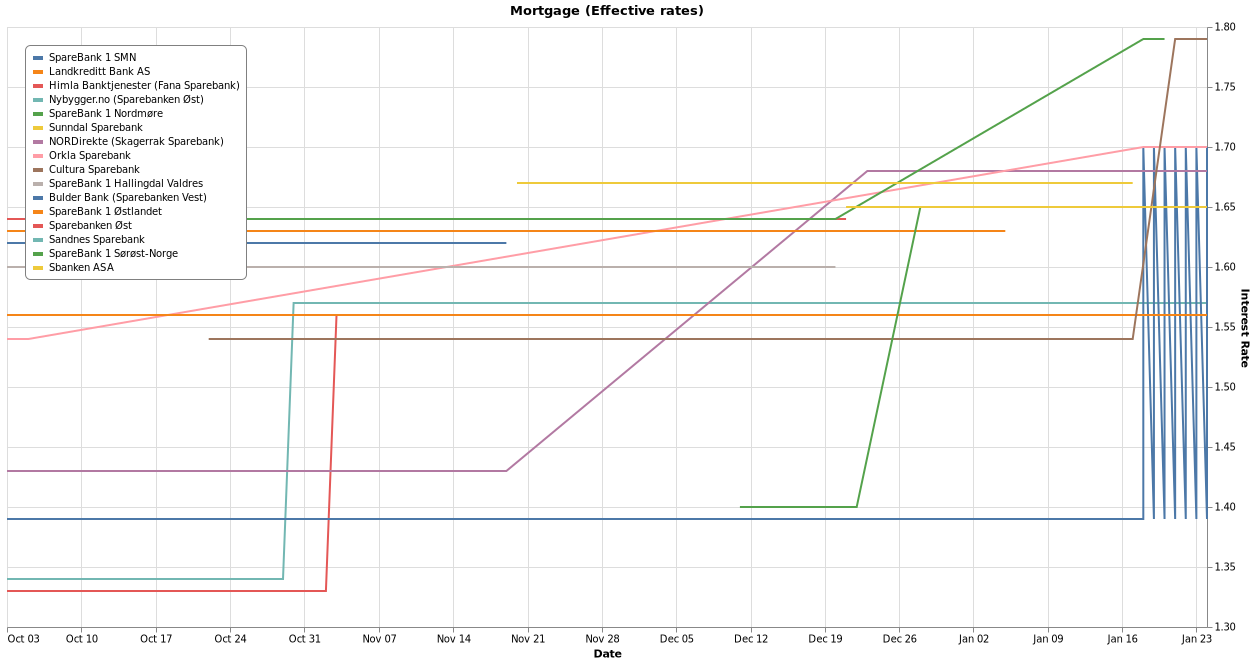 Mortgage (Effective rates)
SpareBank 1 SMN
Landkreditt Bank AS
Himla Banktjenester (Fana Sparebank)
Nybygger.no (Sparebanken Øst)
SpareBank 1 Nordmøre
Sunndal Sparebank
NORDirekte (Skagerrak Sparebank)
Orkla Sparebank
Cultura Sparebank
SpareBank 1 Hallingdal Valdres
Bulder Bank (Sparebanken Vest)
SpareBank 1 Østlandet
Sparebanken Øst
Sandnes Sparebank
SpareBank 1 Sørøst-Norge
Sbanken ASA
1.80
1.75
1.70
1.65
1.60
1.55
1.50
1.45
1.40
1.35
1.30
Interest Rate
Oct 03 Oct 10 Oct 17 Oct 24 Oct 31 Nov 07 Nov 14 Nov 21 Nov 28 Dec 05 Dec 12 Dec 19 Dec 26 Jan 02 Jan 09 Jan 16 Jan 23
Date